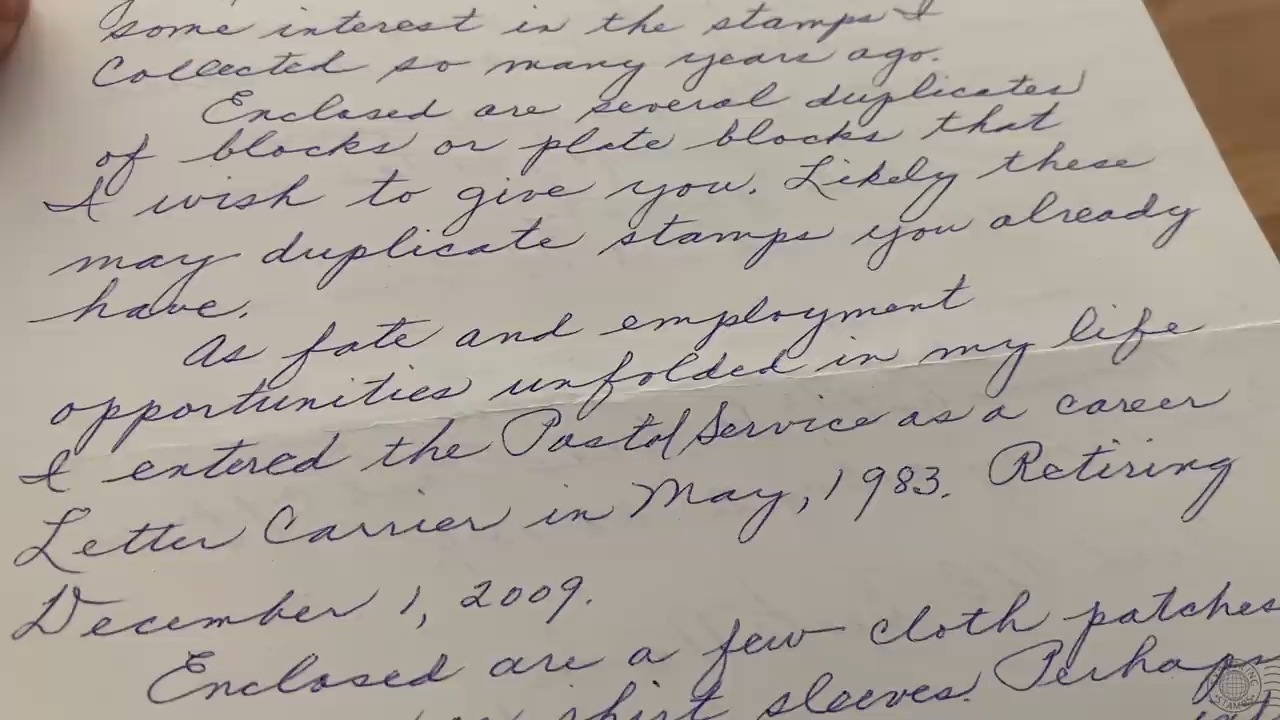 some interest in the stamps I
Collected so many years ago.
Enclosed are several duplicates
of blocks or plate blocks that
I wish to give you. Likely these
may duplicate stamps you already
have.
As fate and employment
opportunities unfolded in my life
I entered the Postal Service as a career
Letter Carrier in May, 1983. Retiring
December 1, 2009.
Enclosed are a few cloth patches
shirt sleeves. Perhaps